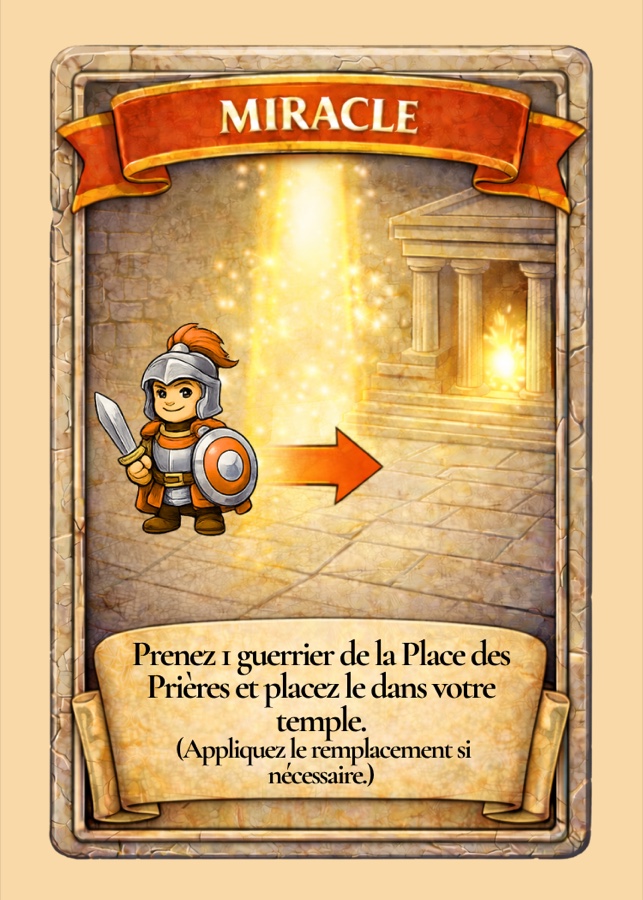 MIRACLE
Prenez 1 guerrier de la Place des
Prières et placez le dans votre
temple.
(Appliquez le remplacement si
nécessaire.)